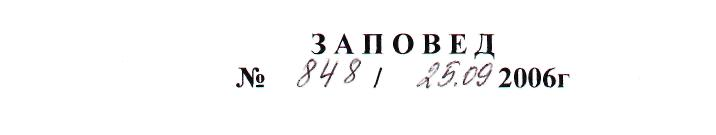 З А П О В Е Д
№ 848 / 25.09 2006г